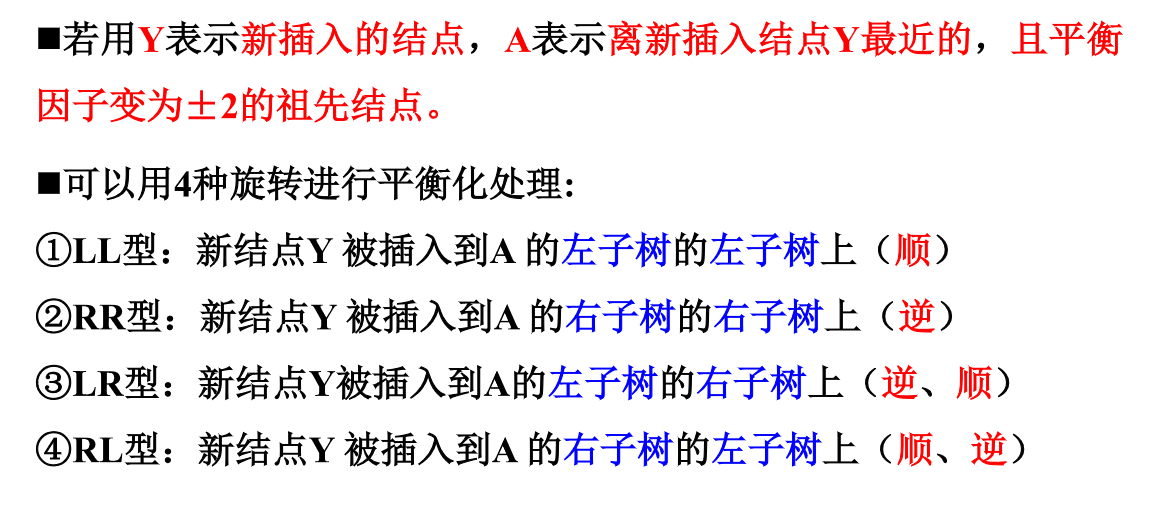 ■若用Y表示新插入的结点，A表示离新插入结点Y最近的，且平衡
因子变为±2的祖先结点。
■可以用4种旋转进行平衡化处理:
①LL型：新结点Y 被插入到A 的左子树的左子树上（顺）
②RR型：新结点Y 被插入到A 的右子树的右子树上（逆）
③LR型：新结点Y被插入到A的左子树的右子树上（逆、顺）
④RL型：新结点Y 被插入到A 的右子树的左子树上（顺、逆）